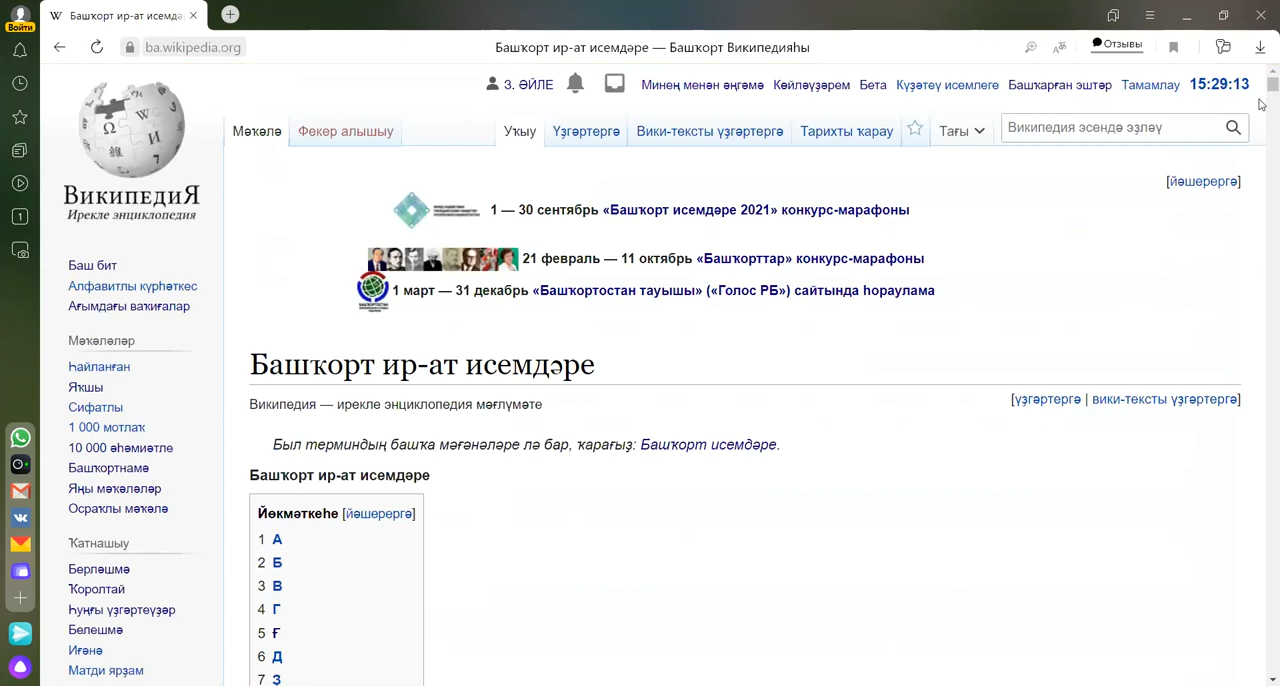 Войти
Башҡорт ир-ат исемдә
ba.wikipedia.org
Башҡорт ир-ат исемдәре — Башҡорт Википедияһы
Отзывы
З. ӘЙЛЕ
Минең менән әңгәмә
Көйләүҙәрем
Бета
Күҙәтеү исемлеге
Башҡарған эштәр
Тамамлау
15:29:13
Мәҡәлә
Фекер алышыу
Уҡыу
Үҙгәртергә
Вики-тексты үҙгәртергә
Тарихты ҡарау
Тағы
Википедия эсендә эҙләү
ВикипедиЯ
Ирекле энциклопедия
[йәшерергә]
1 — 30 сентябрь «Башҡорт исемдәре 2021» конкурс-марафоны
21 февраль — 11 октябрь «Башҡорттар» конкурс-марафоны
1 март — 31 декабрь «Башҡортостан тауышы» («Голос РБ») сайтында һораулама
Баш бит
Алфавитлы күрһәткес
Ағымдағы ваҡиғалар
Мәҡәләләр
Һайланған
Яҡшы
Сифатлы
1 000 мотлаҡ
10 000 әһәмиәтле
Башҡортнамә
Яңы мәҡәләләр
Осраҡлы мәҡәлә
Ҡатнашыу
Берләшмә
Ҡоролтай
Һуңғы үҙгәртеүҙәр
Белешмә
Иғәнә
Матди ярҙам
Башҡорт ир-ат исемдәре
Википедия — ирекле энциклопедия мәғлүмәте
[үҙгәртергә | вики-тексты үҙгәртергә]
Был терминдың башҡа мәғәнәләре лә бар, ҡарағыҙ: Башҡорт исемдәре.
Башҡорт ир-ат исемдәре
Йөкмәткеһе [йәшерергә]
1 А
2 Б
3 В
4 Г
5 Ғ
6 Д
7 Ҙ